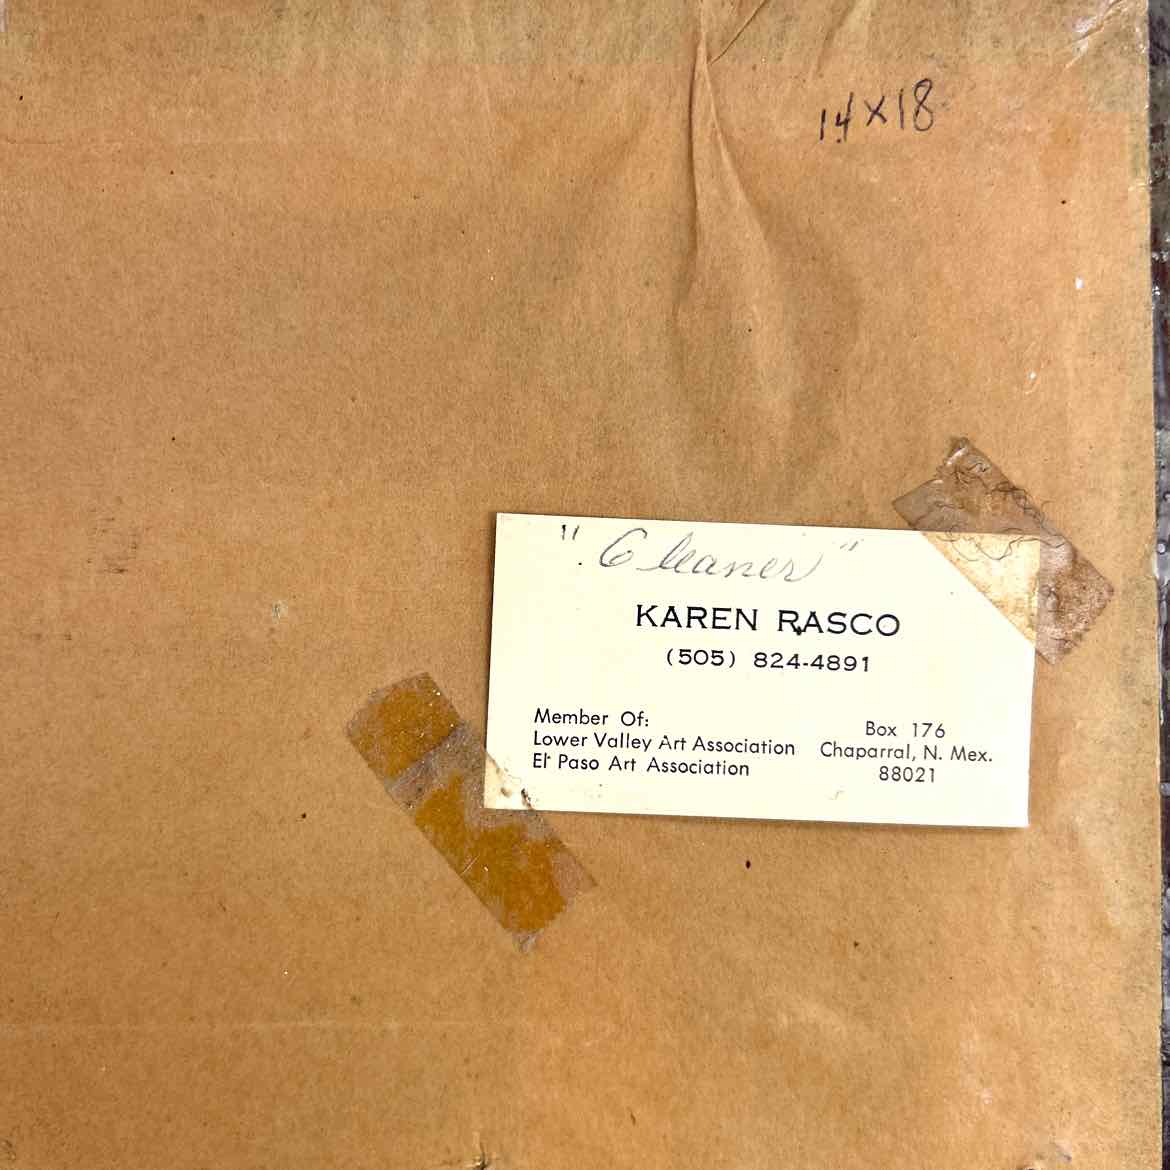 14x18
"Cleaner"
KAREN RASCO
(505) 824-4891
Member Of:
Lower Valley Art Association
El Paso Art Association
Box 176
Chaparral, N. Mex.
88021